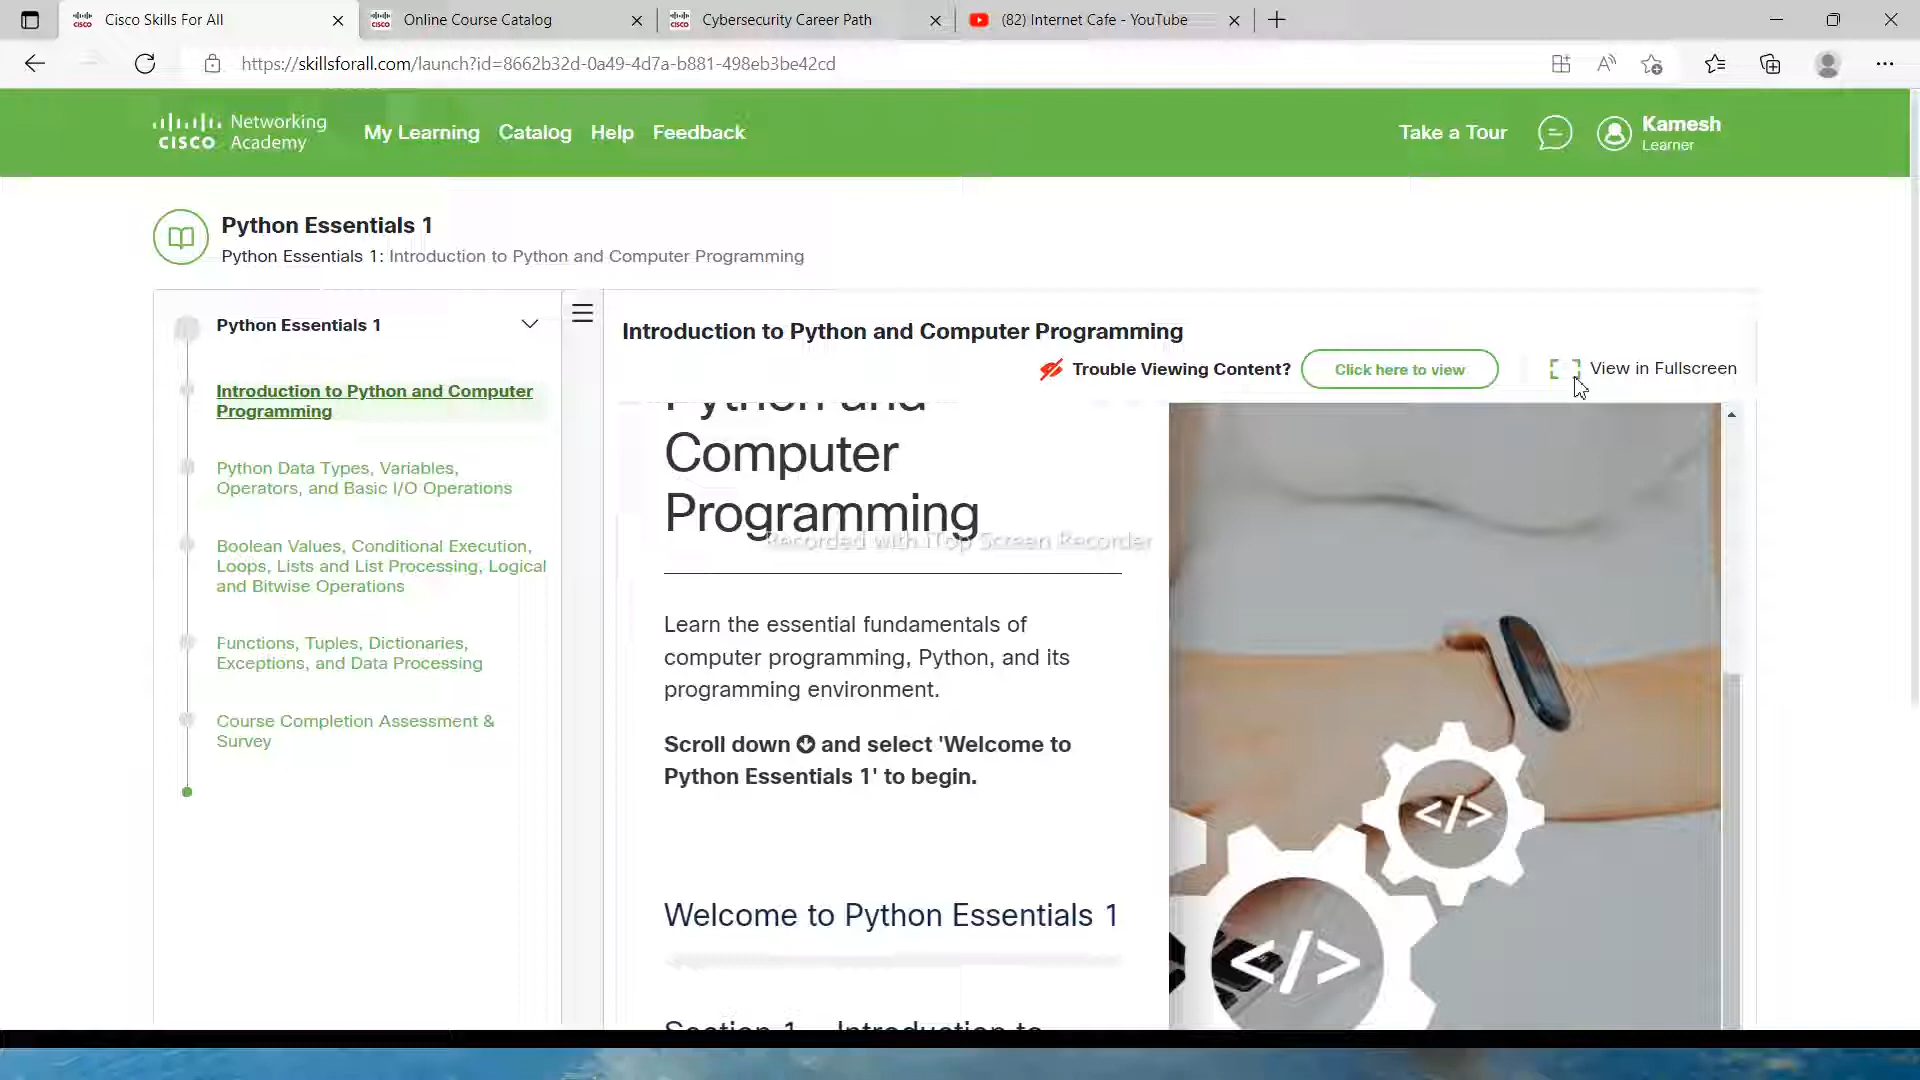 Cisco Skills For All
Online Course Catalog
Cybersecurity Career Path
(82) Internet Cafe - YouTube
https://skillsforall.com/launch?id=8662b32d-0a49-4d7a-b881-498eb3be42cd
CISCO Networking Academy
My Learning Catalog Help Feedback
Take a Tour
Kamesh
Learner
Python Essentials 1
Python Essentials 1: Introduction to Python and Computer Programming
Python Essentials 1
Introduction to Python and Computer
Programming
Python Data Types, Variables,
Operators, and Basic I/O Operations
Boolean Values, Conditional Execution,
Loops, Lists and List Processing, Logical
and Bitwise Operations
Functions, Tuples, Dictionaries,
Exceptions, and Data Processing
Course Completion Assessment &
Survey
Introduction to Python and Computer Programming
Trouble Viewing Content? Click here to view View in Fullscreen
Python and
Computer
Programming
Recorded with iTop Screen Recorder
Learn the essential fundamentals of
computer programming, Python, and its
programming environment.
Scroll down and select 'Welcome to
Python Essentials 1' to begin.
Welcome to Python Essentials 1
Section 1 – Introduction to